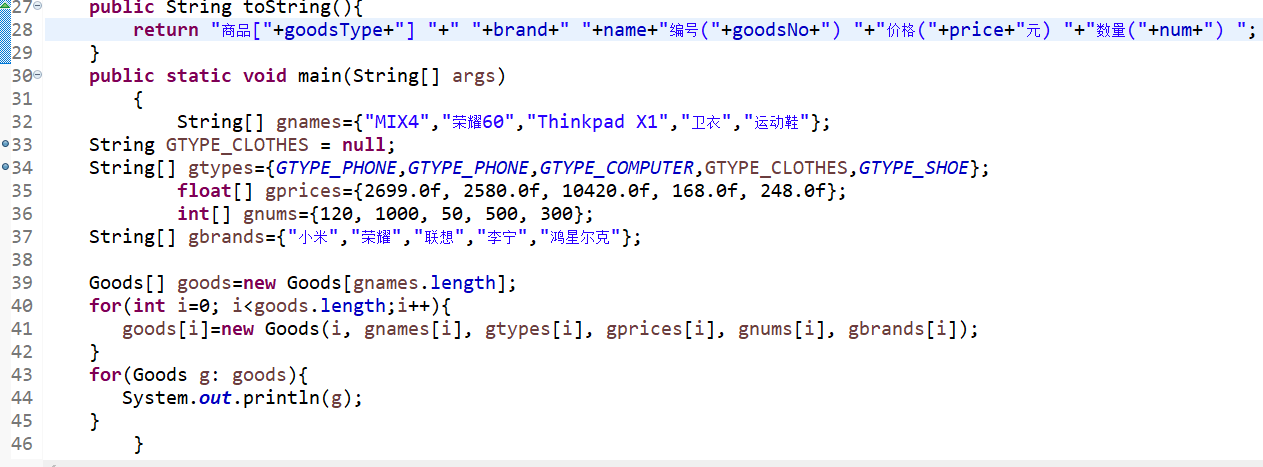 27 public String toString(){
28 return "商品["+goodsType+"] "+" "+brand+" "+name+"编号("+goodsNo+") "+"价格("+price+"元) "+"数量("+num+") ";
29 }
30 public static void main(String[] args)
31 {
32 String[] gnames={"MIX4","荣耀60","Thinkpad X1","卫衣","运动鞋"};
33 String GTYPE_CLOTHES = null;
34 String[] gtypes={GTYPE_PHONE,GTYPE_PHONE,GTYPE_COMPUTER,GTYPE_CLOTHES,GTYPE_SHOE};
35 float[] gprices={2699.0f, 2580.0f, 10420.0f, 168.0f, 248.0f};
36 int[] gnums={120, 1000, 50, 500, 300};
37 String[] gbrands={"小米","荣耀","联想","李宁","鸿星尔克"};
38
39 Goods[] goods=new Goods[gnames.length];
40 for(int i=0; i<goods.length;i++){
41 goods[i]=new Goods(i, gnames[i], gtypes[i], gprices[i], gnums[i], gbrands[i]);
42 }
43 for(Goods g: goods){
44 System.out.println(g);
45 }
46 }